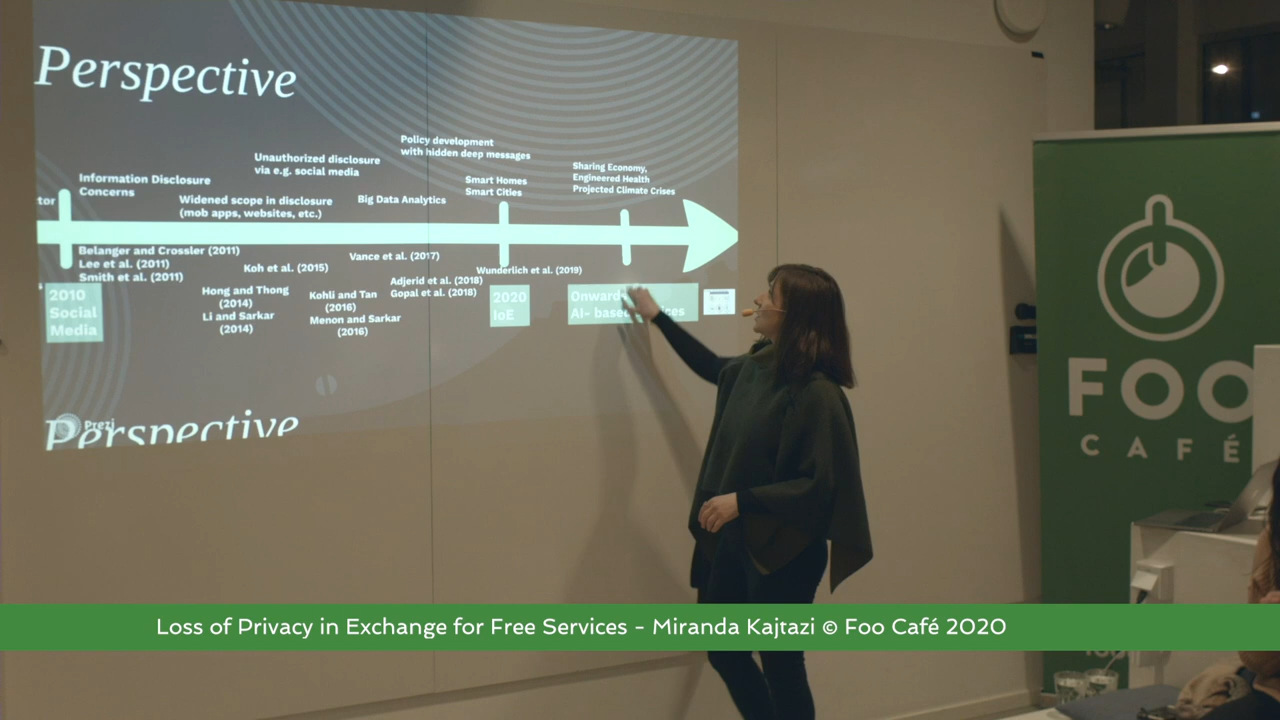 Perspective
Policy development
with hidden deep messages
Unauthorized disclosure
via e.g. social media
Sharing Economy,
Engineered Health
Projected Climate Crises
Information Disclosure
Concerns
Smart Homes
Smart Cities
tor
Widened scope in disclosure
(mob apps, websites, etc.)
Big Data Analytics
Belanger and Crossler (2011)
Lee et al. (2011)
Smith et al. (2011)
Vance et al. (2017)
Koh et al. (2015)
Wunderlich et al. (2019)
Adjerid et al. (2018)
Gopal et al. (2018)
Hong and Thong
(2014)
Li and Sarkar
(2014)
Kohli and Tan
(2016)
Menon and Sarkar
(2016)
2010
Social
Media
2020
IoE
Onward
AI- based
Prezi
Perspective
FOO
CAFÉ
Loss of Privacy in Exchange for Free Services - Miranda Kajtazi © Foo Café 2020